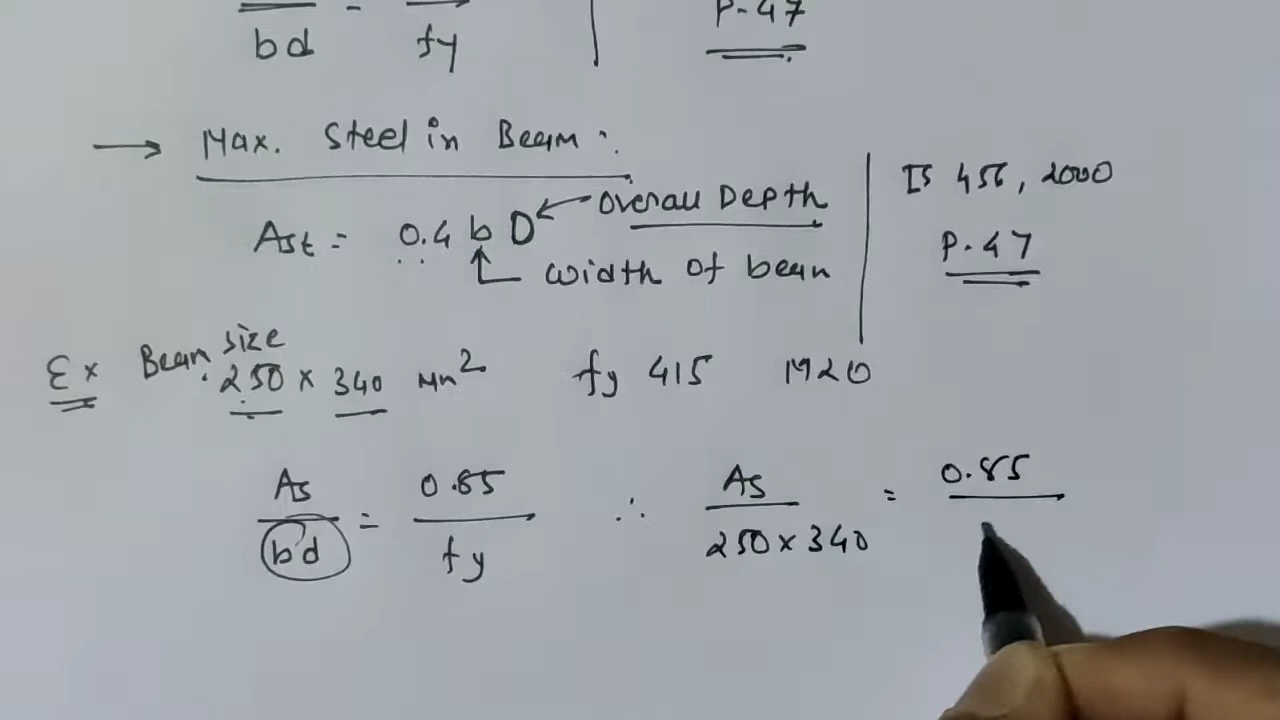 bd = fy
P-47
→ Max. Steel in Beam :
Ast = 0.4 b D ← Overall Depth
width of beam
IS 456, 2000
P-47
Ex Beam size
250 x 340 mm² fy 415 M20
As / bd = 0.85 / fy ∴ As / 250 x 340 = 0.85